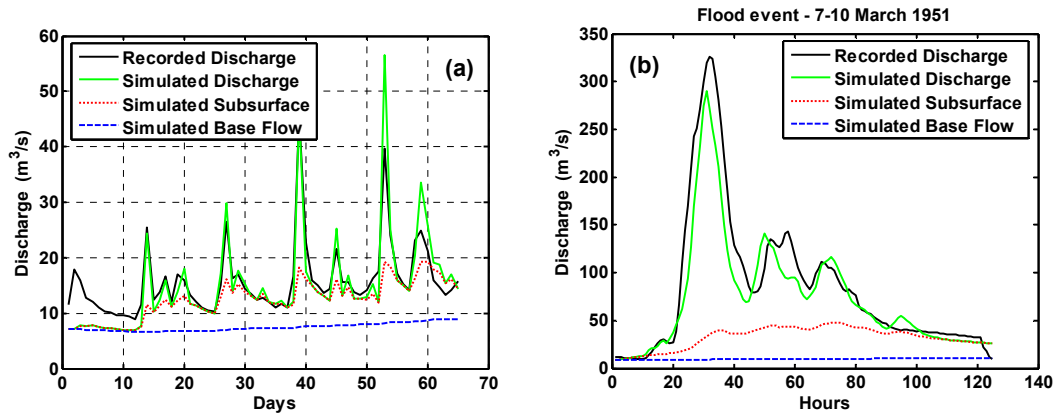 60
50
40
30
20
10
0
0
10
20
30
40
50
60
70
Discharge (m³/s)
Days
Recorded Discharge
Simulated Discharge
Simulated Subsurface
Simulated Base Flow
(a)
Flood event - 7-10 March 1951
350
300
250
200
150
100
50
0
0
20
40
60
80
100
120
140
Discharge (m³/s)
Hours
(b)
Recorded Discharge
Simulated Discharge
Simulated Subsurface
Simulated Base Flow